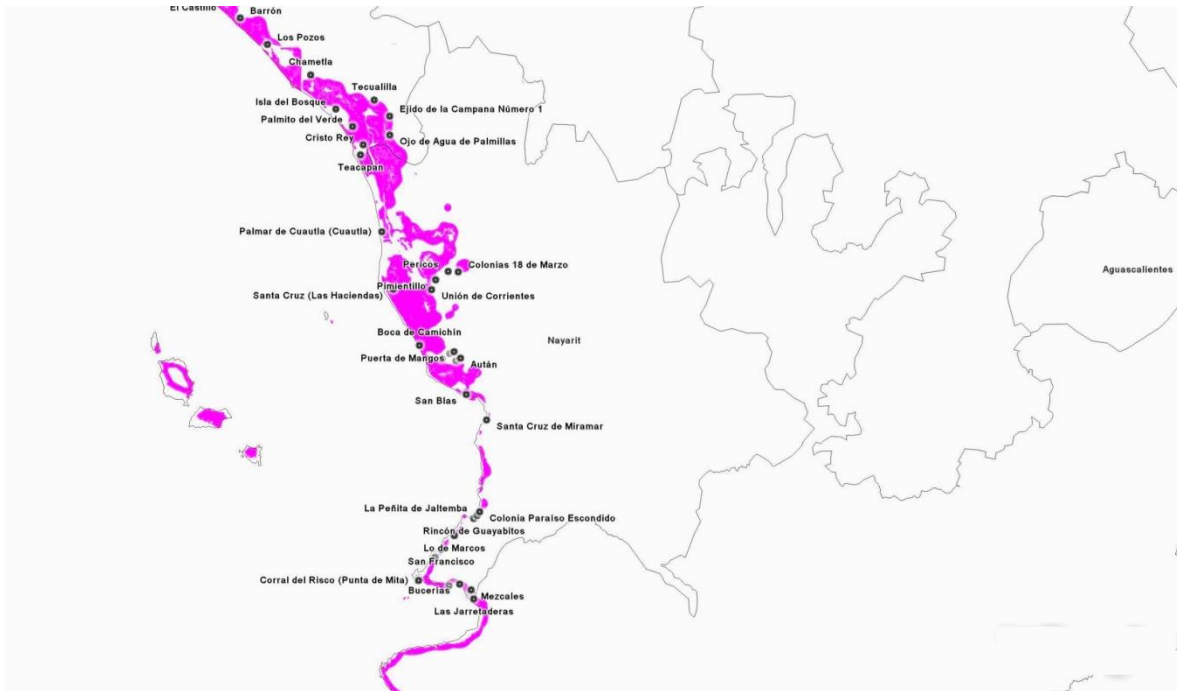 El Castillo
Barrón
Los Pozos
Chametla
Tecualilla
Isla del Bosque
Ejido de la Campana Número 1
Palmito del Verde
Cristo Rey
Ojo de Agua de Palmillas
Teacapan
Palmar de Cuautla (Cuautla)
Pericos
Colonias 18 de Marzo
Aguascalientes
Pimientillo
Santa Cruz (Las Haciendas)
Unión de Corrientes
Boca de Camichin
Nayarit
Puerta de Mangos
Aután
San Blas
Santa Cruz de Miramar
La Peñita de Jaltemba
Colonia Paraiso Escondido
Rincón de Guayabitos
Lo de Marcos
San Francisco
Corral del Risco (Punta de Mita)
Bucerias
Mezcales
Las Jarretaderas